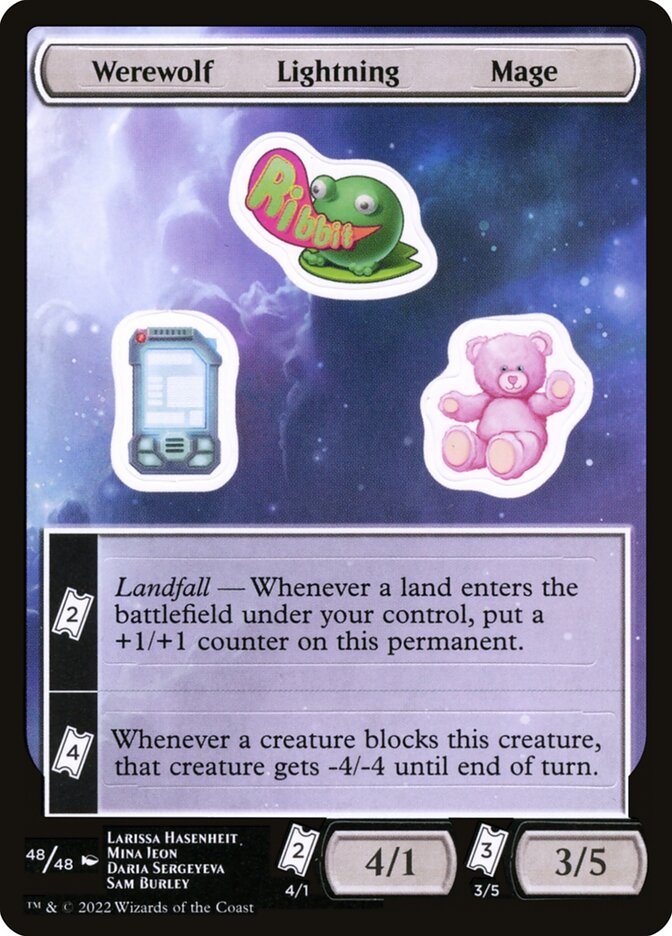 Werewolf Lightning Mage
Ribbit
2
Landfall — Whenever a land enters the
battlefield under your control, put a
+1/+1 counter on this permanent.
4
Whenever a creature blocks this creature,
that creature gets -4/-4 until end of turn.
48/48
Larissa Hasenheit
Mina Jeon
Daria Sergeyeva
Sam Burley
2
4/1
4/1
3
3/5
3/5
™ & © 2022 Wizards of the Coast